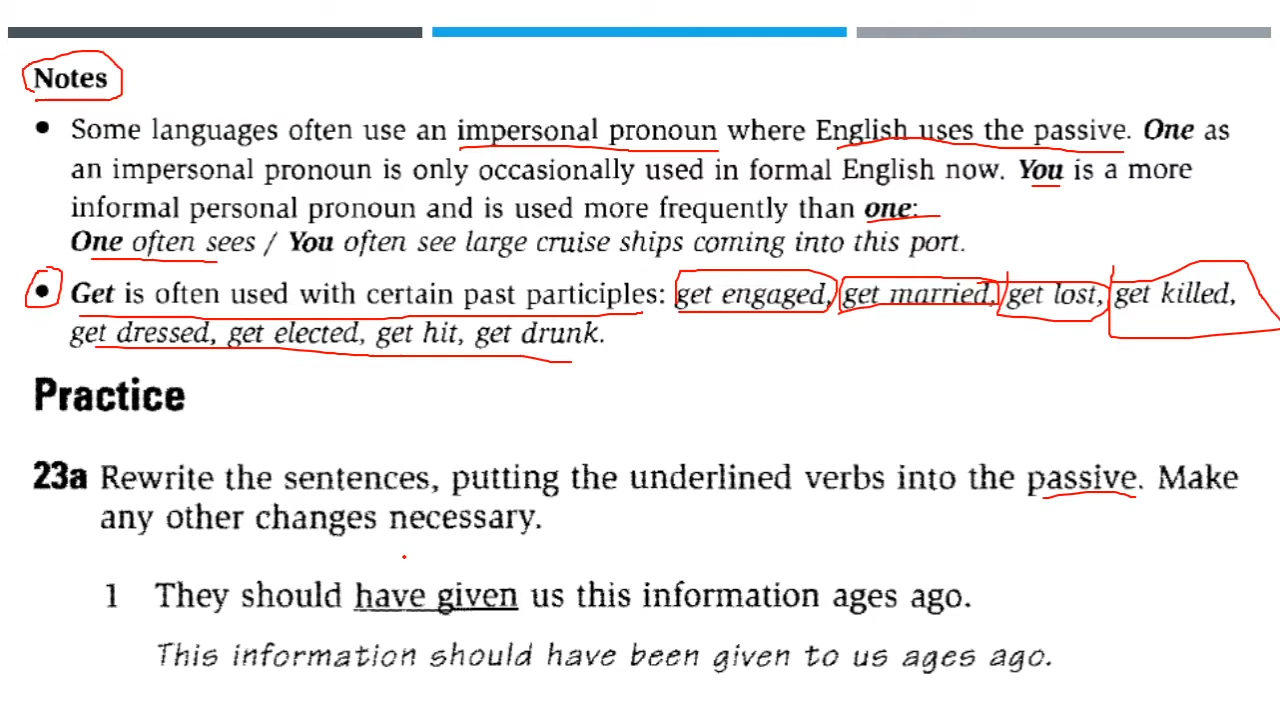 Notes
• Some languages often use an impersonal pronoun where English uses the passive. One as
an impersonal pronoun is only occasionally used in formal English now. You is a more
informal personal pronoun and is used more frequently than one:
One often sees / You often see large cruise ships coming into this port.
• Get is often used with certain past participles: get engaged, get married, get lost, get killed,
get dressed, get elected, get hit, get drunk.
Practice
23a Rewrite the sentences, putting the underlined verbs into the passive. Make
any other changes necessary.
1 They should have given us this information ages ago.
This information should have been given to us ages ago.